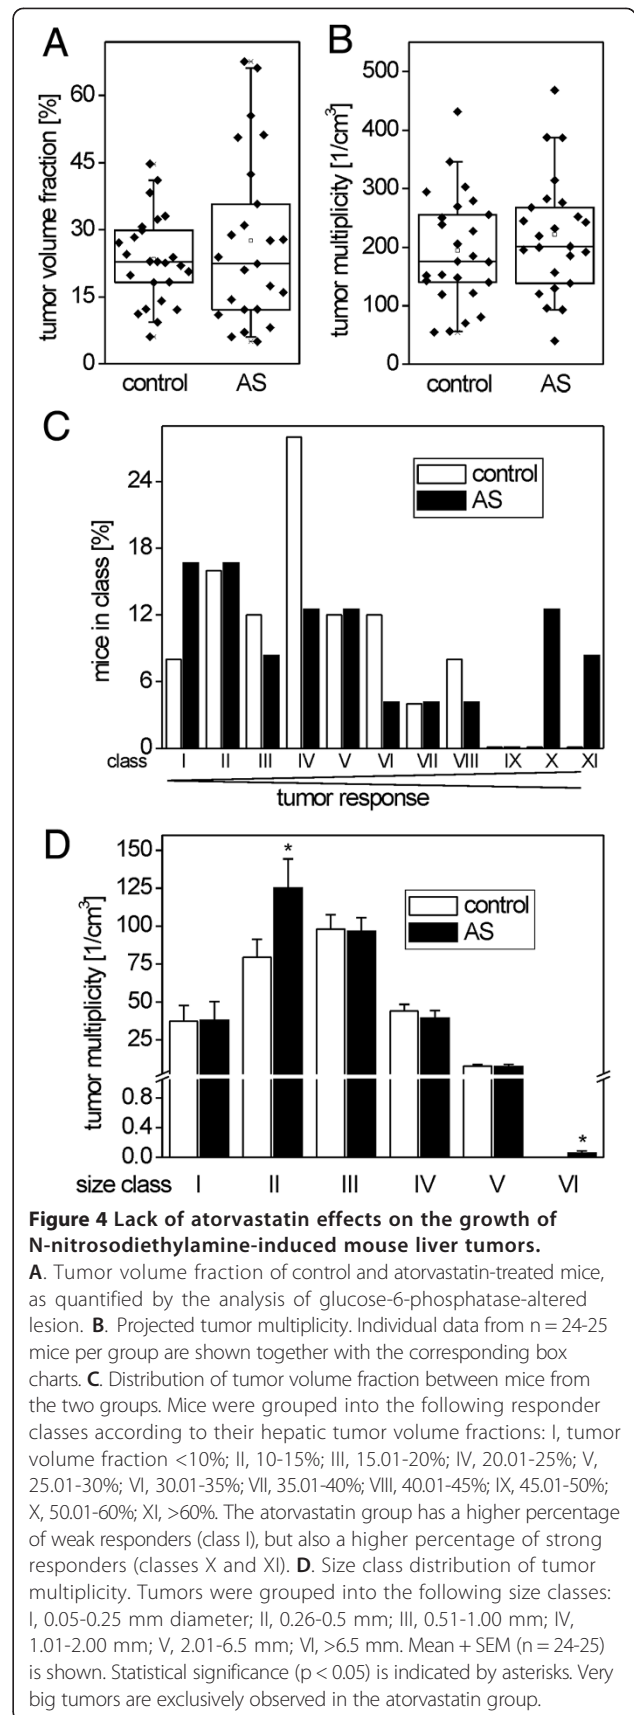 A
B
tumor volume fraction [%]
60
45
30
15
0
control AS
tumor multiplicity [1/cm³]
500
400
300
200
100
0
control AS
C
mice in class [%]
24
18
12
6
0
control
AS
class I II III IV V VI VII VIII IX X XI
tumor response
D
tumor multiplicity [1/cm³]
150
125
100
75
50
25
0.8
0.4
0.0
*
control
AS
*
size class I II III IV V VI
Figure 4 Lack of atorvastatin effects on the growth of
N-nitrosodiethylamine-induced mouse liver tumors.
A. Tumor volume fraction of control and atorvastatin-treated mice,
as quantified by the analysis of glucose-6-phosphatase-altered
lesion. B. Projected tumor multiplicity. Individual data from n = 24-25
mice per group are shown together with the corresponding box
charts. C. Distribution of tumor volume fraction between mice from
the two groups. Mice were grouped into the following responder
classes according to their hepatic tumor volume fractions: I, tumor
volume fraction <10%; II, 10-15%; III, 15.01-20%; IV, 20.01-25%; V,
25.01-30%; VI, 30.01-35%; VII, 35.01-40%; VIII, 40.01-45%; IX, 45.01-50%;
X, 50.01-60%; XI, >60%. The atorvastatin group has a higher percentage
of weak responders (class I), but also a higher percentage of strong
responders (classes X and XI). D. Size class distribution of tumor
multiplicity. Tumors were grouped into the following size classes:
I, 0.05-0.25 mm diameter; II, 0.26-0.5 mm; III, 0.51-1.00 mm; IV,
1.01-2.00 mm; V, 2.01-6.5 mm; VI, >6.5 mm. Mean + SEM (n = 24-25)
is shown. Statistical significance (p < 0.05) is indicated by asterisks. Very
big tumors are exclusively observed in the atorvastatin group.